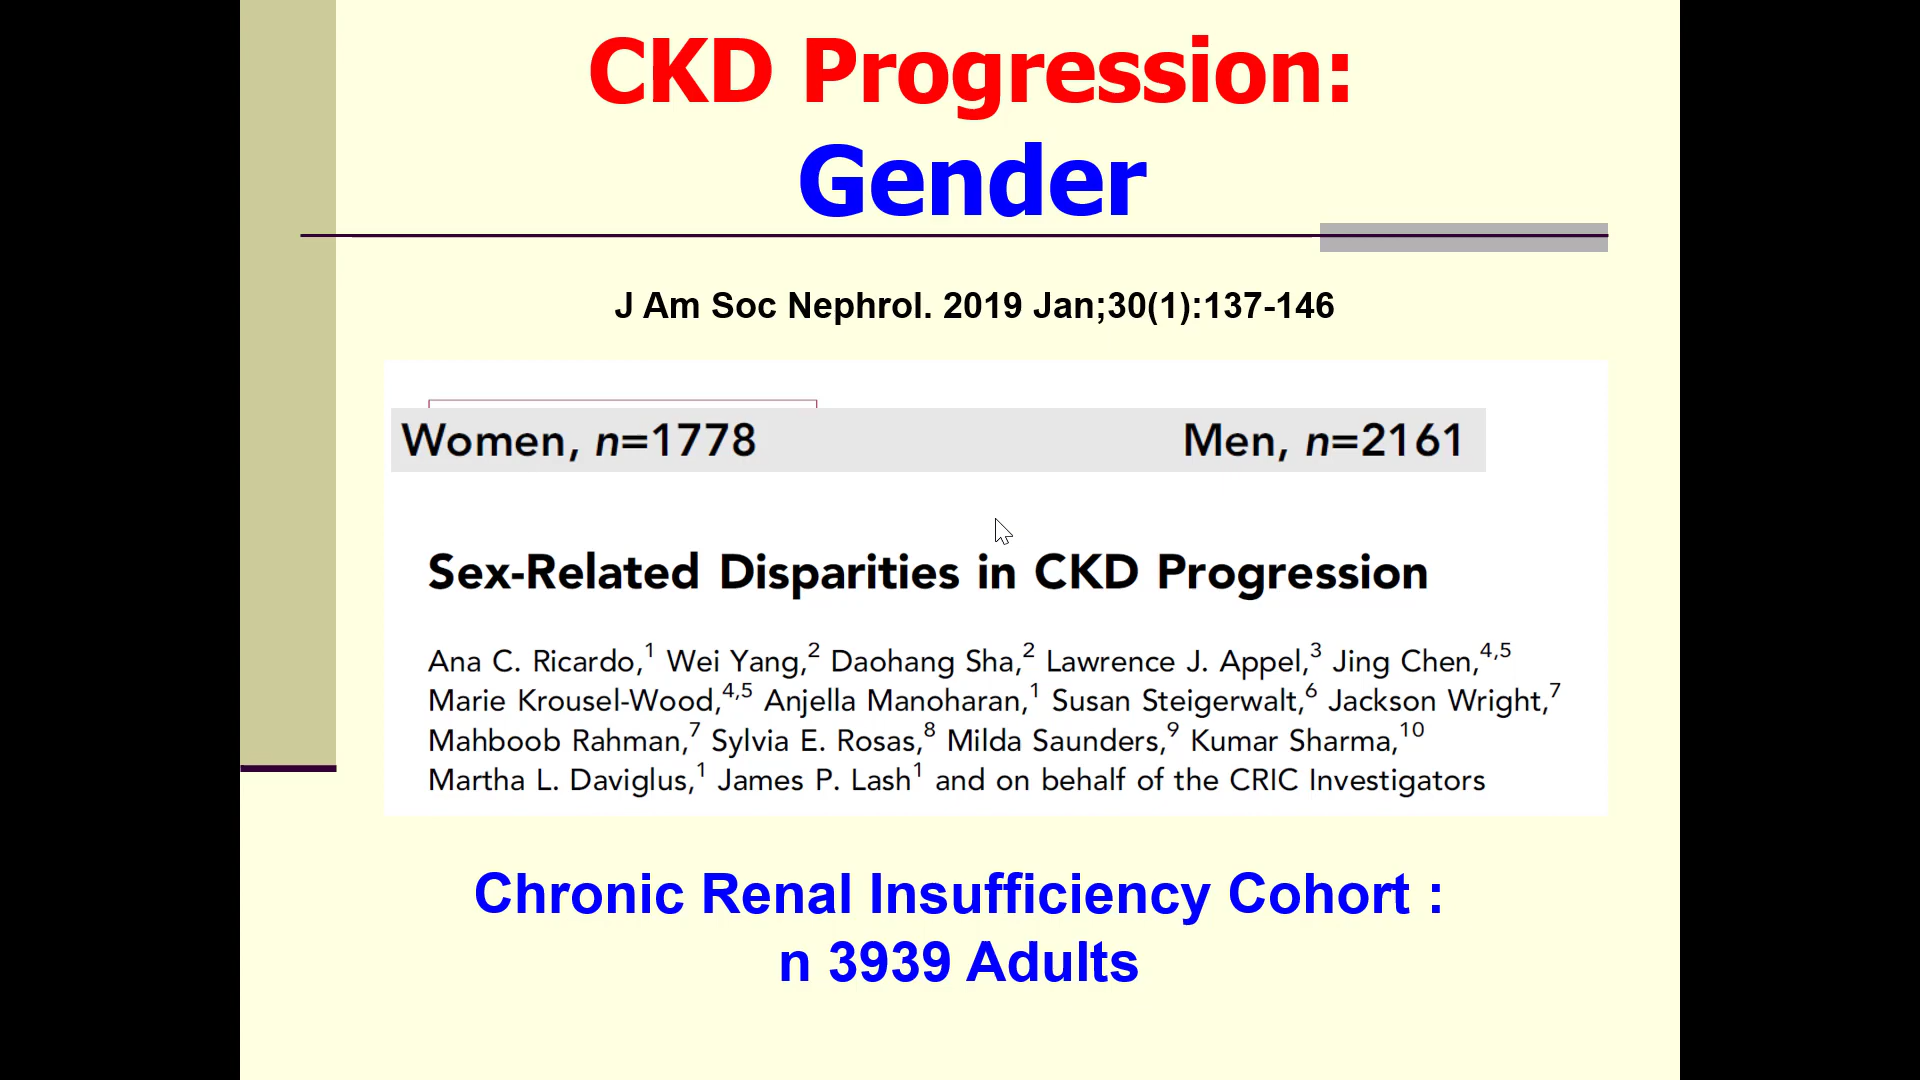 CKD Progression:
Gender
J Am Soc Nephrol. 2019 Jan;30(1):137-146
Women, n=1778 Men, n=2161
Sex-Related Disparities in CKD Progression
Ana C. Ricardo,1 Wei Yang,2 Daohang Sha,2 Lawrence J. Appel,3 Jing Chen,4,5
Marie Krousel-Wood,4,5 Anjella Manoharan,1 Susan Steigerwalt,6 Jackson Wright,7
Mahboob Rahman,7 Sylvia E. Rosas,8 Milda Saunders,9 Kumar Sharma,10
Martha L. Daviglus,1 James P. Lash1 and on behalf of the CRIC Investigators
Chronic Renal Insufficiency Cohort :
n 3939 Adults